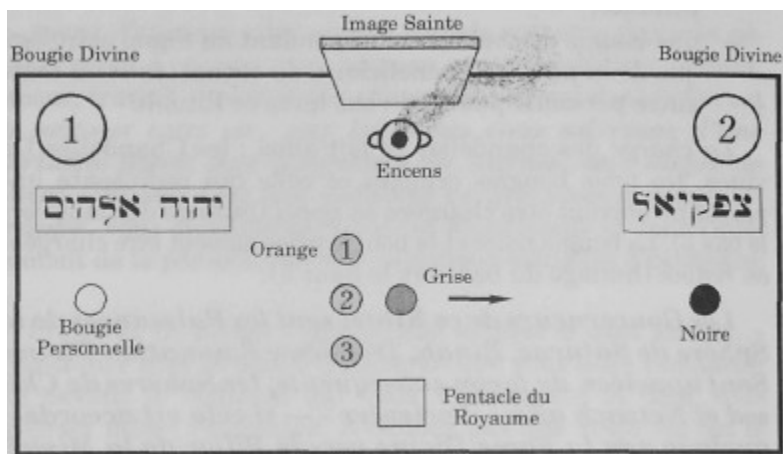 Image Sainte
Bougie Divine
Bougie Divine
1
2
Encens
יהוה אלהים
צפקיאל
Orange
1
Grise
2
Bougie
Personnelle
Noire
3
Pentacle du
Royaume